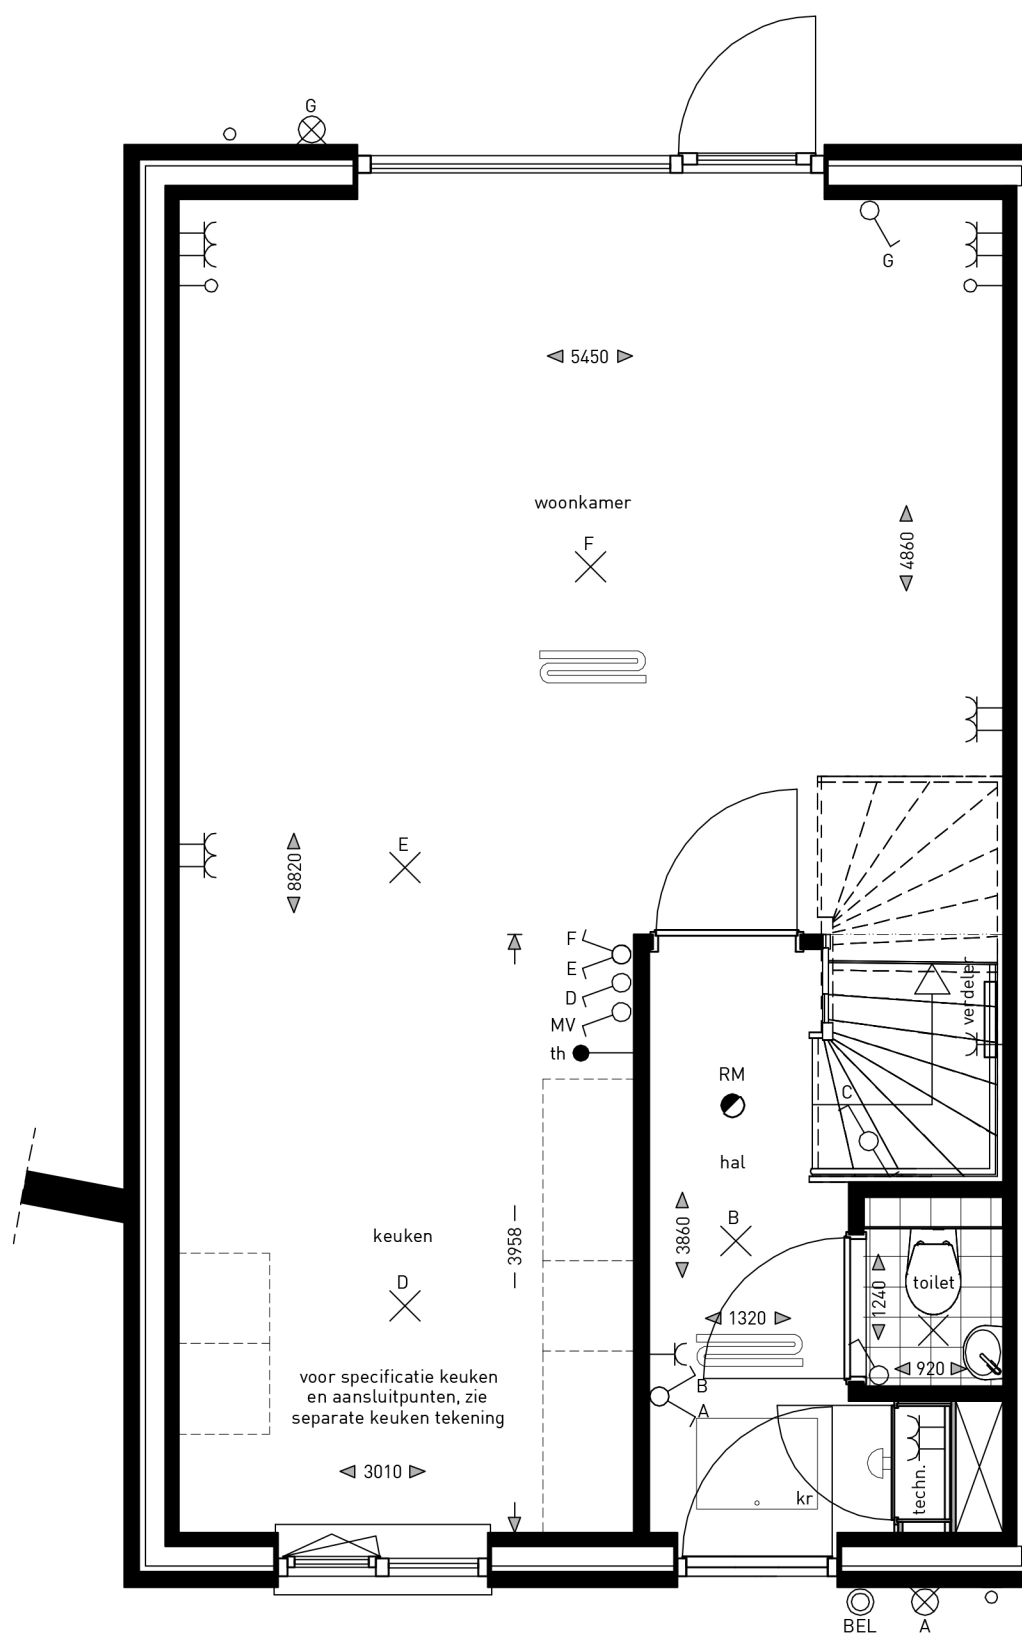 G
G
5450
woonkamer
F
4860
8820
E
F
E
D
MV
th
verdeler
RM
C
hal
keuken
3958
3860
B
D
toilet
1240
1320
920
voor specificatie keuken
en aansluitpunten, zie
separate keuken tekening
B
A
3010
kr
techn.
BEL
A